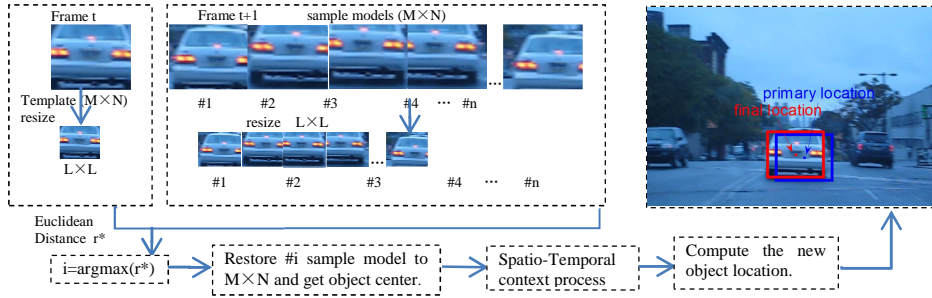 Frame t
Template (M×N)
resize
L×L
Frame t+1 sample models (M×N)
#1 #2 #3 #4 ... #n
resize L×L
#1 #2 #3 #4 ... #n
primary location
final location
Euclidean
Distance r*
i=argmax(r*)
Restore #i sample model to
M×N and get object center.
Spatio-Temporal
context process
Compute the new
object location.